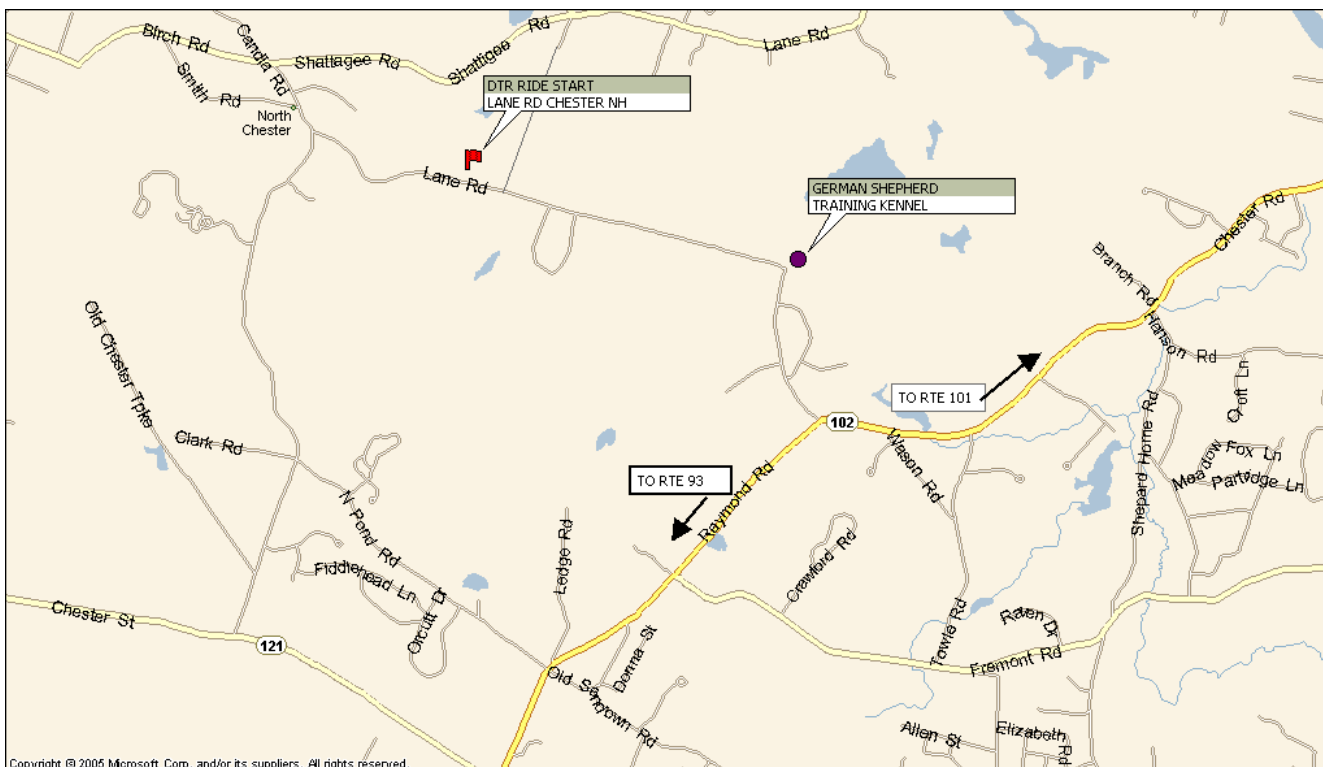 Birch Rd
Candia Rd
Shattagee Rd
Shattigee Rd
Lane Rd
Smith Rd
North
Chester
DTR RIDE START
LANE RD CHESTER NH
Lane Rd
GERMAN SHEPHERD
TRAINING KENNEL
Chester Rd
Branch Rd
Hanson Rd
Old Chester Tpke
Croft Ln
TO RTE 101
102
Clark Rd
Wason Rd
Shepard Home Rd
Meadow
Fox Ln
Partridge Ln
TO RTE 93
Raymond Rd
N Pond Rd
Ledge Rd
Crawford Rd
Fiddlehead Ln
Orcutt Dr
Chester St
121
Donna St
Towle Rd
Raien Dr
Fremont Rd
Old Sandown Rd
Allen St
Elizabeth Rd
Copyright © 2005 Microsoft Corp. and/or its suppliers. All rights reserved.